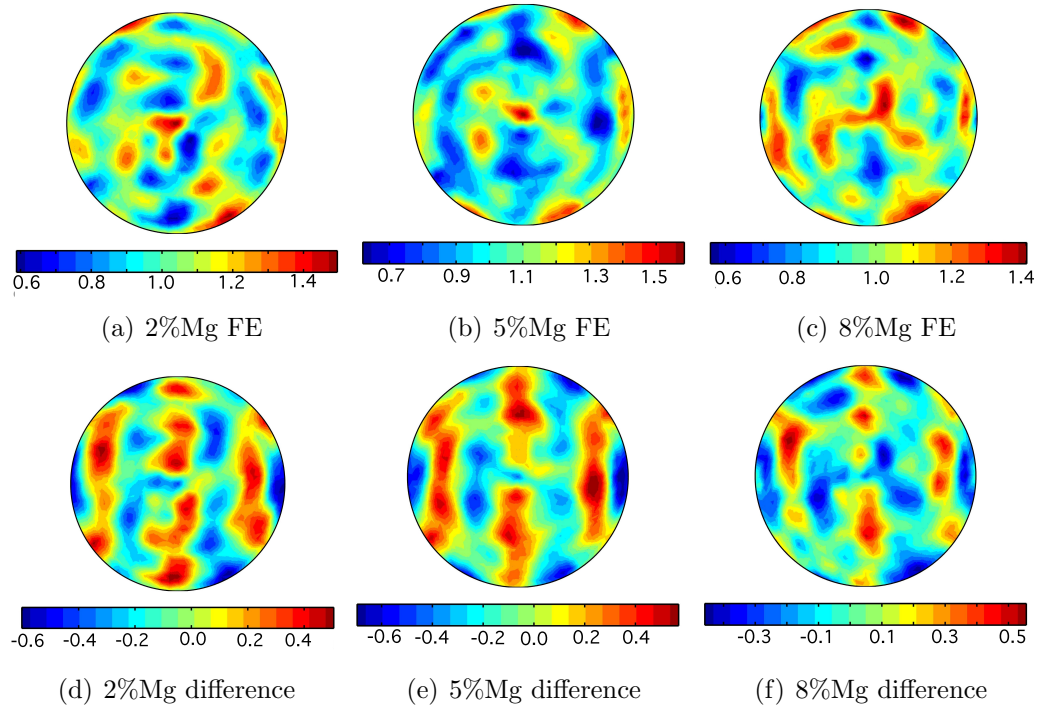 0.6 0.8 1.0 1.2 1.4
0.7 0.9 1.1 1.3 1.5
0.6 0.8 1.0 1.2 1.4
(a) 2%Mg FE
(b) 5%Mg FE
(c) 8%Mg FE
-0.6 -0.4 -0.2 0.0 0.2 0.4
-0.6 -0.4 -0.2 0.0 0.2 0.4
-0.3 -0.1 0.1 0.3 0.5
(d) 2%Mg difference
(e) 5%Mg difference
(f) 8%Mg difference